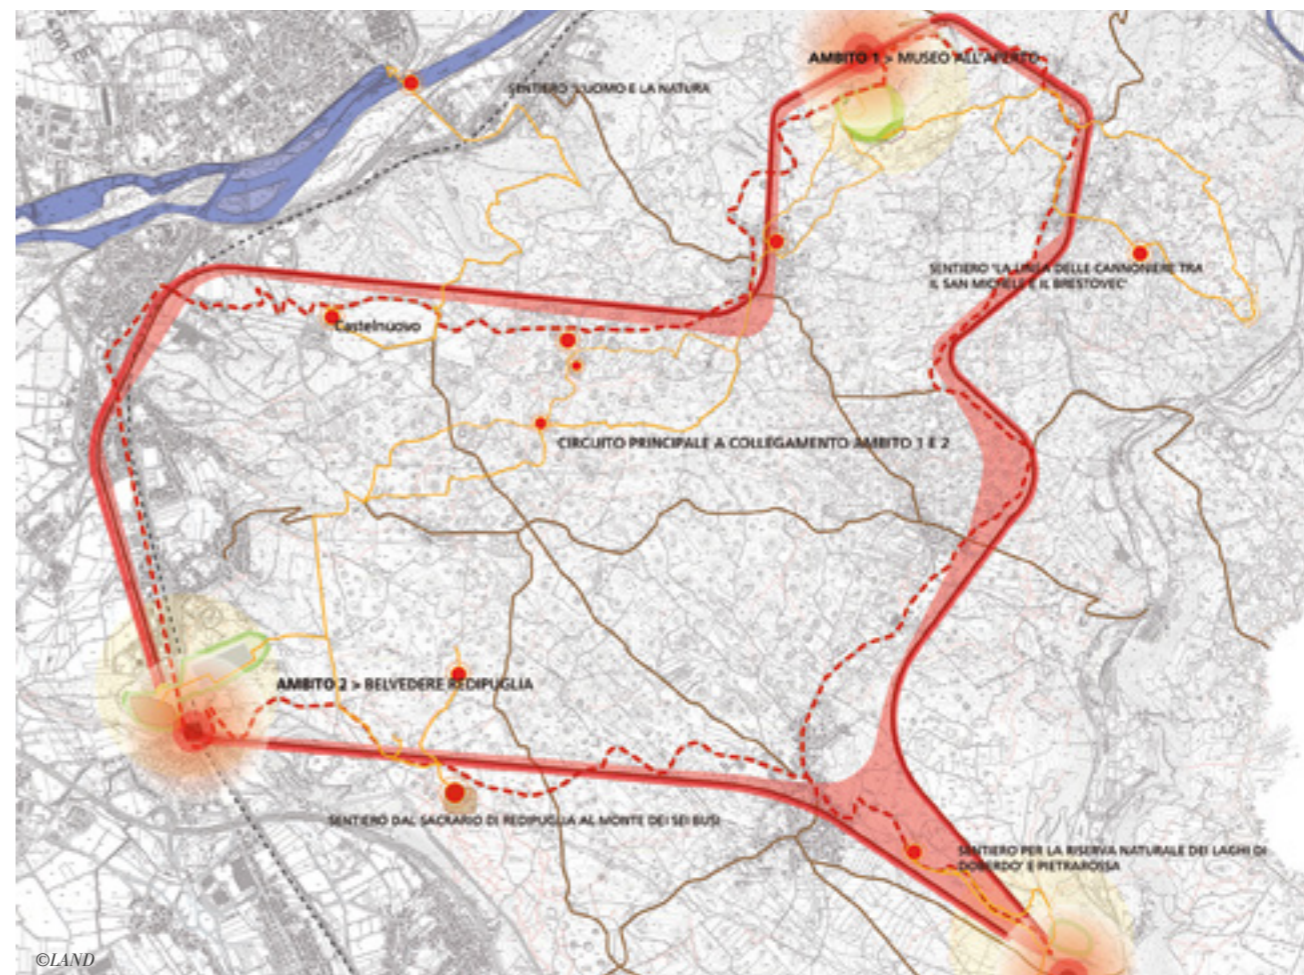 AMBITO 1 > MUSEO ALL'APERTO
SENTIERO 'L'UOMO E LA NATURA
SENTIERO 'LA LINEA DELLE CANNONIERE TRA
IL SAN MICHELE E IL BRESTOVEC'
Castelnuovo
CIRCUITO PRINCIPALE A COLLEGAMENTO AMBITO 1 E 2
AMBITO 2 > BELVEDERE REDIPUGLIA
SENTIERO DAL SACRARIO DI REDIPUGLIA AL MONTE DEI SEI BUSI
SENTIERO PER LA RISERVA NATURALE DEI LAGHI DI
DOBERDO' E PIETRAROSSA
©LAND